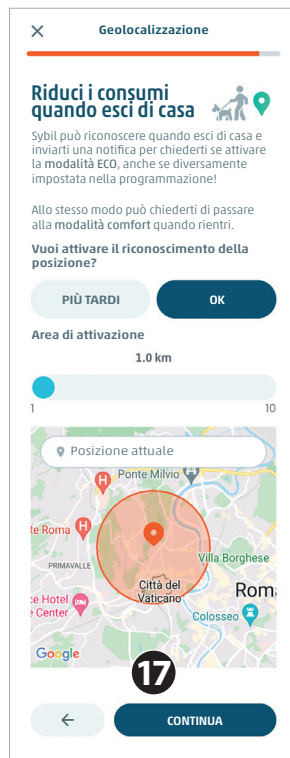 Geolocalizzazione
Riduci i consumi
quando esci di casa
Sybil può riconoscere quando esci di casa e
inviarti una notifica per chiederti se attivare
la modalità ECO, anche se diversamente
impostata nella programmazione!
Allo stesso modo può chiederti di passare
alla modalità comfort quando rientri.
Vuoi attivare il riconoscimento della
posizione?
PIÙ TARDI
OK
Area di attivazione
1.0 km
1
10
Posizione attuale
Ponte Milvio
H
te Roma
H
PRIMAVALLE
Villa Borghese
Città del
Vaticano
Roma
ce Hotel
e Center
Colosseo
Google
17
CONTINUA